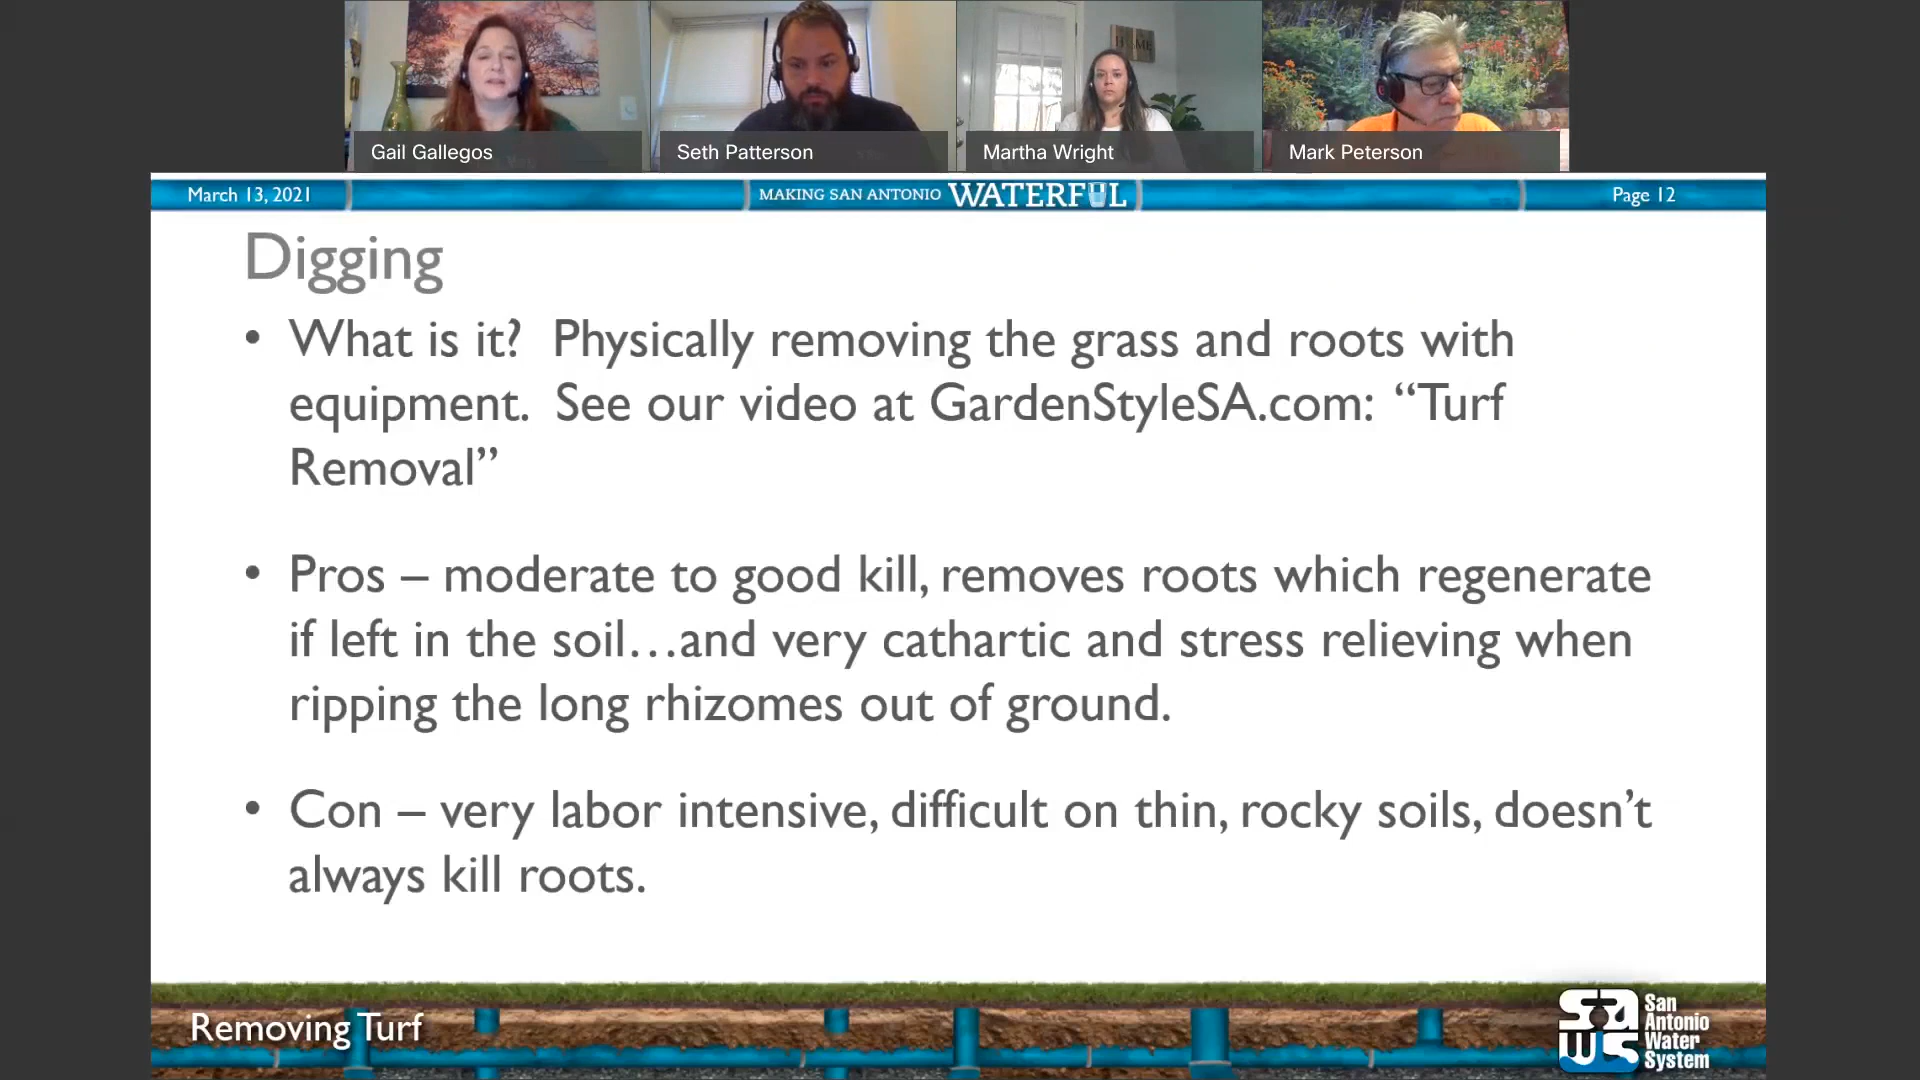 HOME
Gail Gallegos
Seth Patterson
Martha Wright
Mark Peterson
March 13, 2021
MAKING SAN ANTONIO WATERFUL
Page 12
Digging
• What is it?  Physically removing the grass and roots with
equipment.  See our video at GardenStyleSA.com: “Turf
Removal”
• Pros – moderate to good kill, removes roots which regenerate
if left in the soil…and very cathartic and stress relieving when
ripping the long rhizomes out of ground.
• Con – very labor intensive, difficult on thin, rocky soils, doesn’t
always kill roots.
Removing Turf
saws
San
Antonio
Water
System